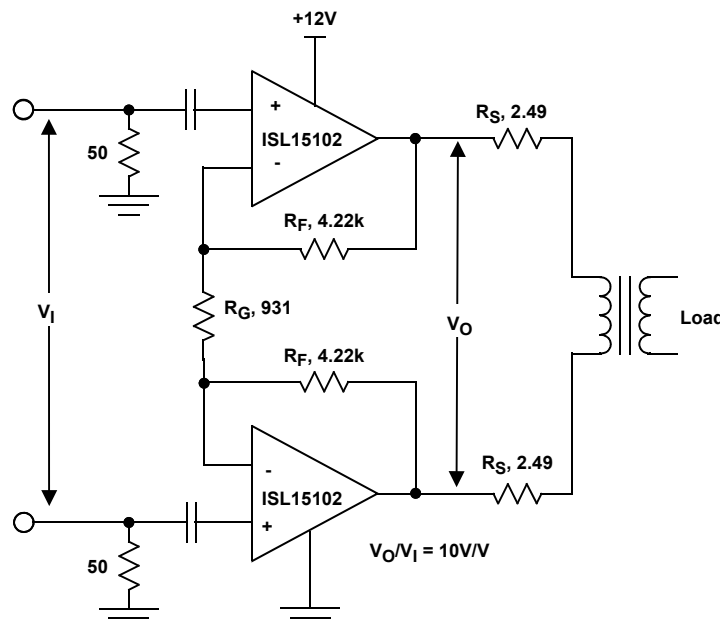 +12V
+
ISL15102
-
50
R_S, 2.49
R_F, 4.22k
V_I
R_G, 931
V_O
Load
R_F, 4.22k
R_S, 2.49
-
ISL15102
+
50
V_O/V_I = 10V/V